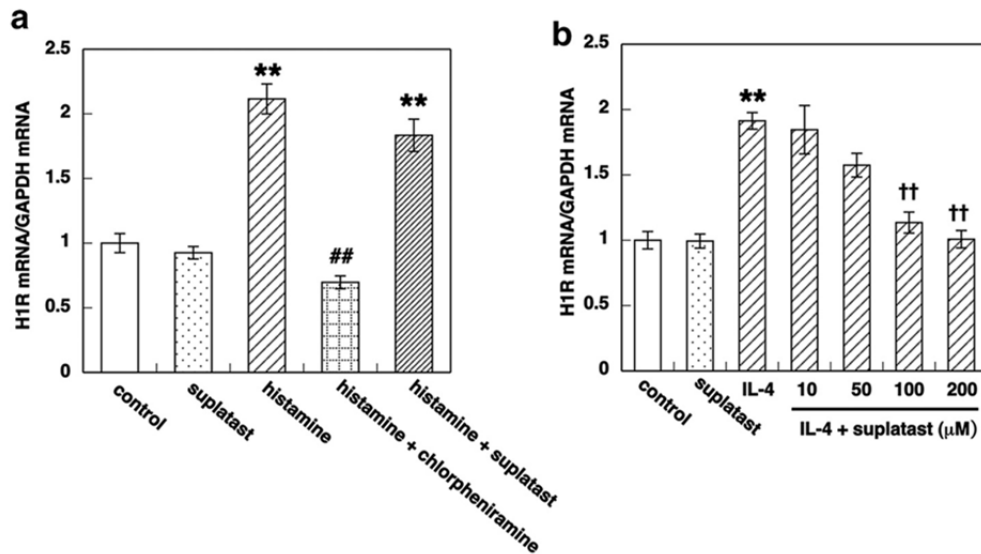 a
2.5
2
1.5
1
0.5
0
H1R mRNA/GAPDH mRNA
**
##
**
control
suplatast
histamine
histamine + chlorpheniramine
histamine + suplatast
b
2.5
2
1.5
1
0.5
0
H1R mRNA/GAPDH mRNA
**
††
††
control
suplatast
IL-4
10
50
100
200
IL-4 + suplatast (μM)